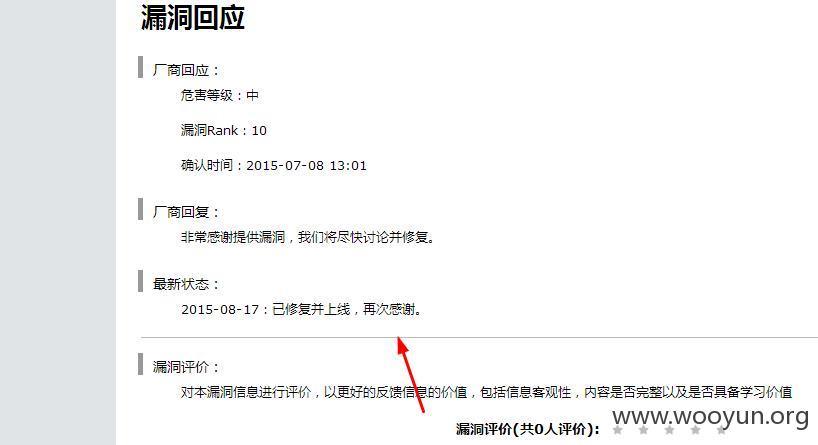 漏洞回应
厂商回应：
危害等级：中
漏洞Rank：10
确认时间：2015-07-08 13:01
厂商回复：
非常感谢提供漏洞，我们将尽快讨论并修复。
最新状态：
2015-08-17：已修复并上线，再次感谢。
漏洞评价：
对本漏洞信息进行评价，以更好的反馈信息的价值，包括信息客观性，内容是否完整以及是否具备学习价值
漏洞评价(共0人评价)：
www.wooyun.org